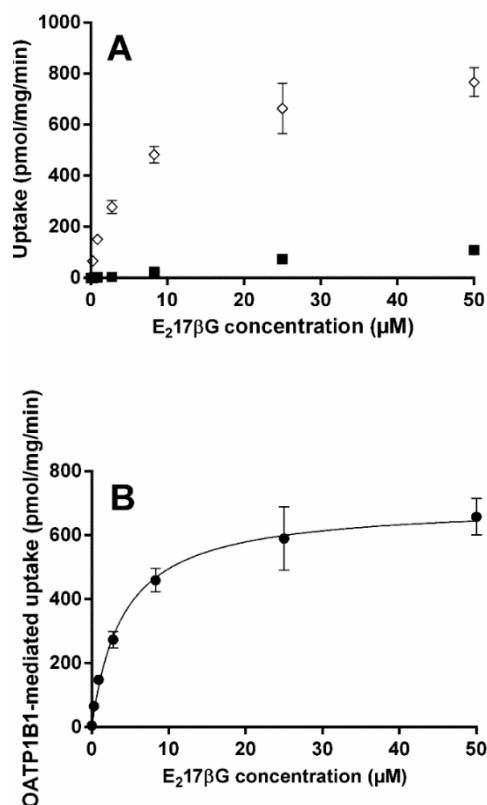 A
Uptake (pmol/mg/min)
1000
800
600
400
200
0
0 10 20 30 40 50
E₂17βG concentration (µM)
B
OATP1B1-mediated uptake (pmol/mg/min)
800
600
400
200
0
0 10 20 30 40 50
E₂17βG concentration (µM)